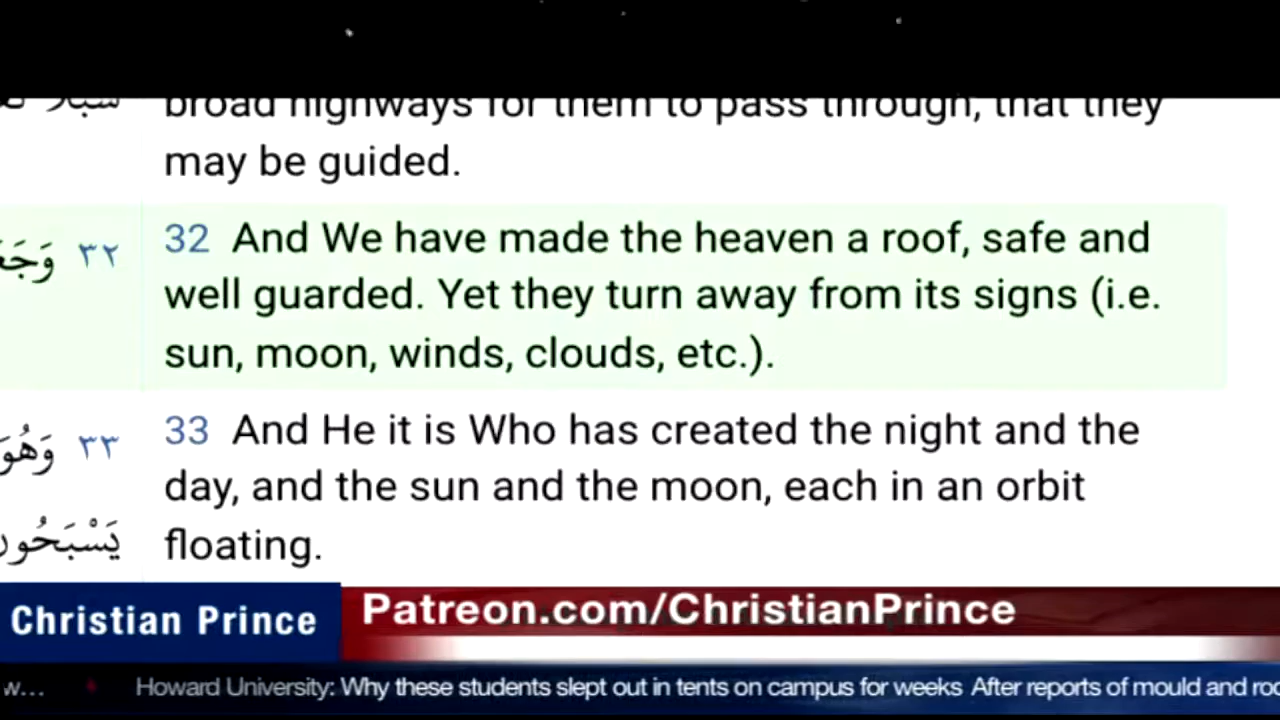 broad highways for them to pass through, that they
may be guided.
٣٢
32 And We have made the heaven a roof, safe and
well guarded. Yet they turn away from its signs (i.e.
sun, moon, winds, clouds, etc.).
٣٣ وَهُوَ
33 And He it is Who has created the night and the
day, and the sun and the moon, each in an orbit
يَسْبَحُون
floating.
Christian Prince
Patreon.com/ChristianPrince
w... Howard University: Why these students slept out in tents on campus for weeks After reports of mould and